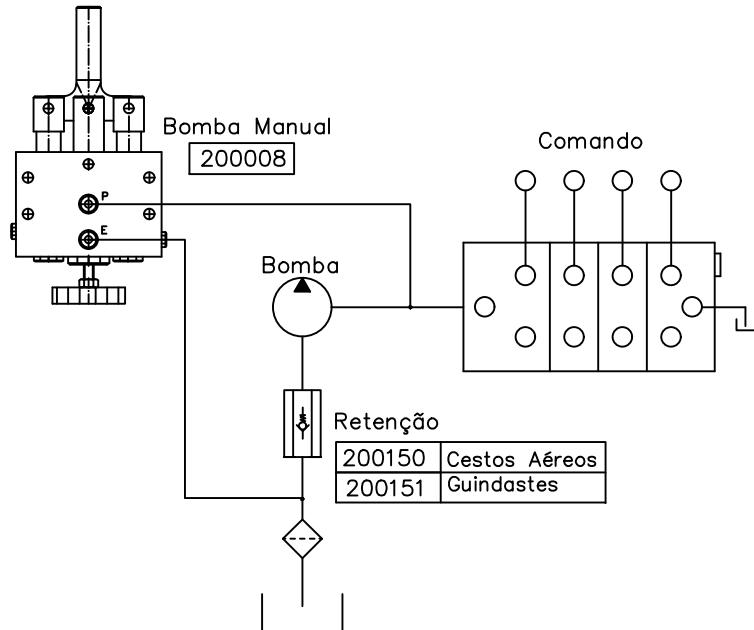 Bomba Manual
200008
P
E
Comando
Bomba
Retenção
200150 Cestos Aéreos
200151 Guindastes